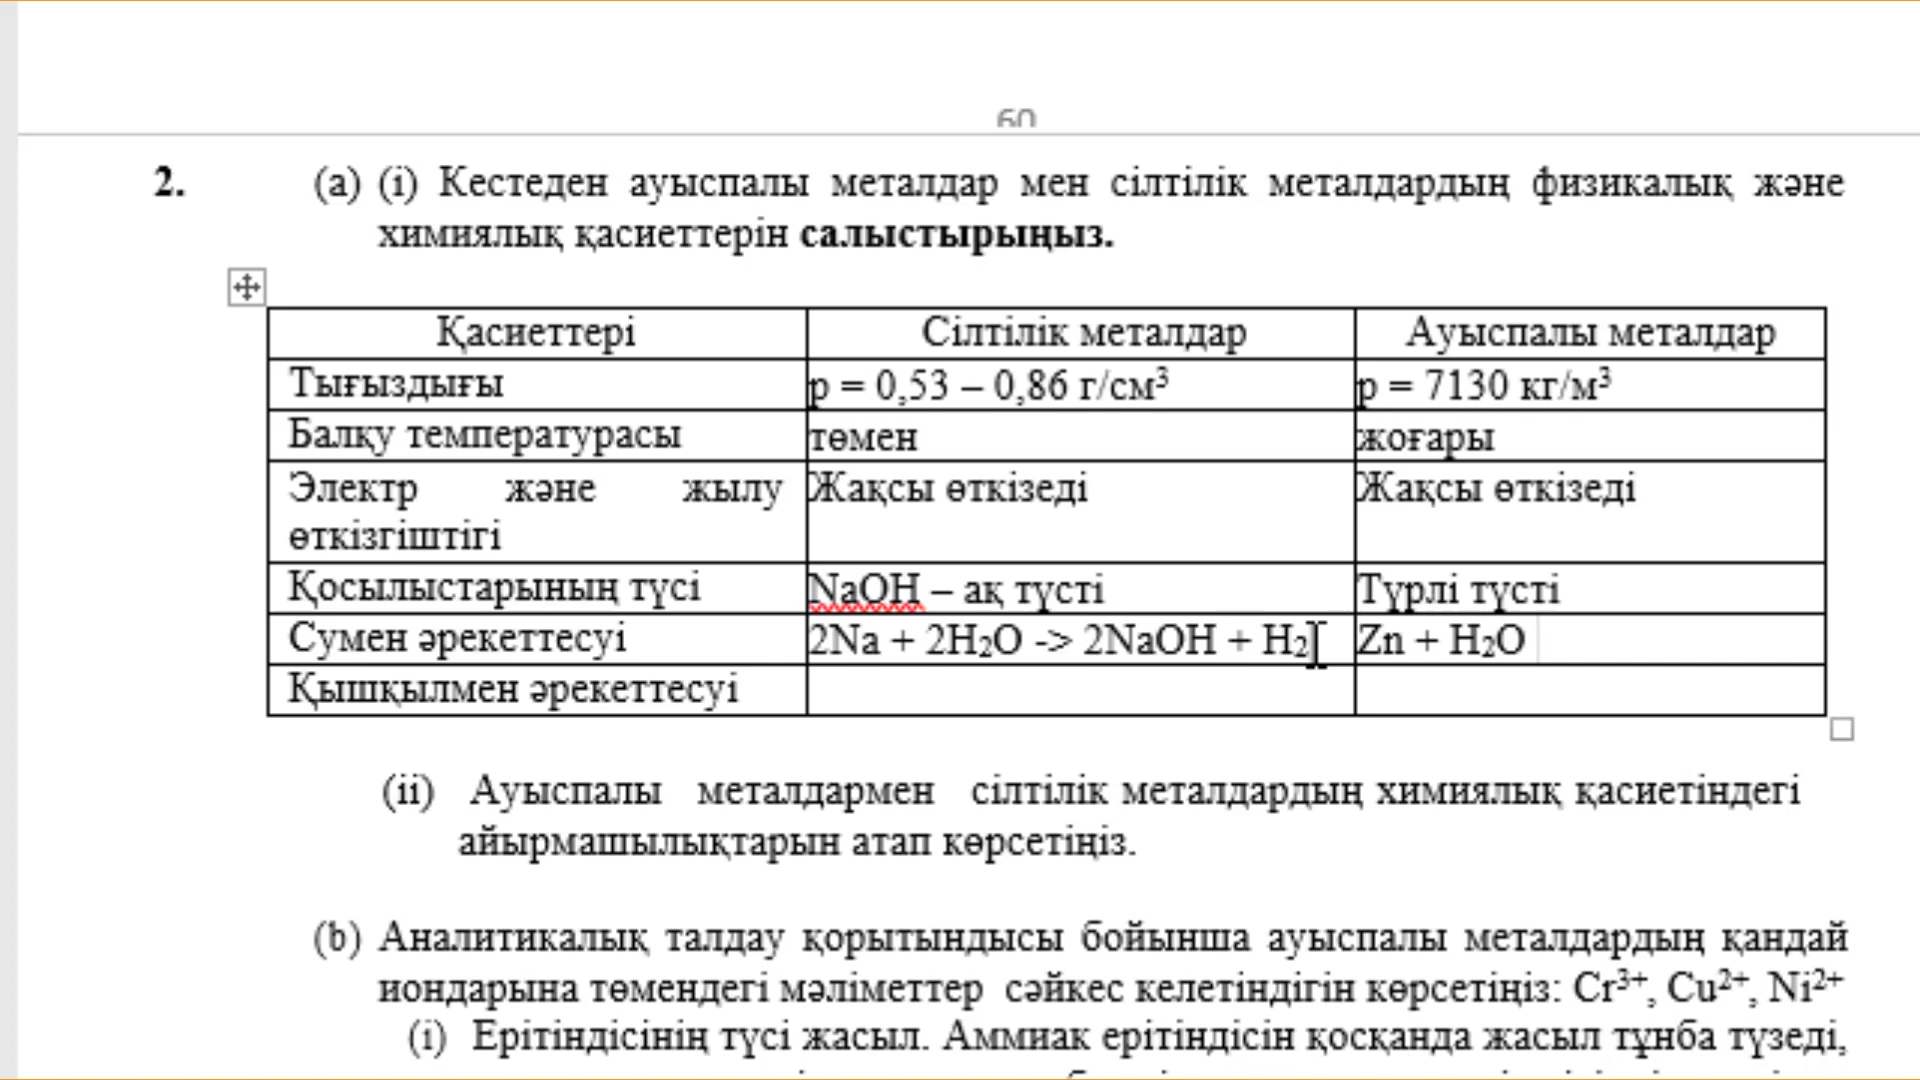 60
2. (a) (i) Кестеден ауыспалы металдар мен сілтілік металдардың физикалық және
химиялық қасиеттерін салыстырыңыз.
Қасиеттері Сілтілік металдар Ауыспалы металдар
Тығыздығы p = 0,53 – 0,86 г/см³ p = 7130 кг/м³
Балқу температурасы төмен жоғары
Электр және жылу Жақсы өткізеді Жақсы өткізеді
өткізгіштігі
Қосылыстарының түсі NaOH – ақ түсті Түрлі түсті
Сумен әрекеттесуі 2Na + 2H₂O -> 2NaOH + H₂ Zn + H₂O
Қышқылмен әрекеттесуі
(ii) Ауыспалы металдармен сілтілік металдардың химиялық қасиетіндегі
айырмашылықтарын атап көрсетіңіз.
(b) Аналитикалық талдау қорытындысы бойынша ауыспалы металдардың қандай
иондарына төмендегі мәліметтер сәйкес келетіндігін көрсетіңіз: Cr³⁺, Cu²⁺, Ni²⁺
(i) Ерітіндісінің түсі жасыл. Аммиак ерітіндісін қосқанда жасыл тұнба түзеді,